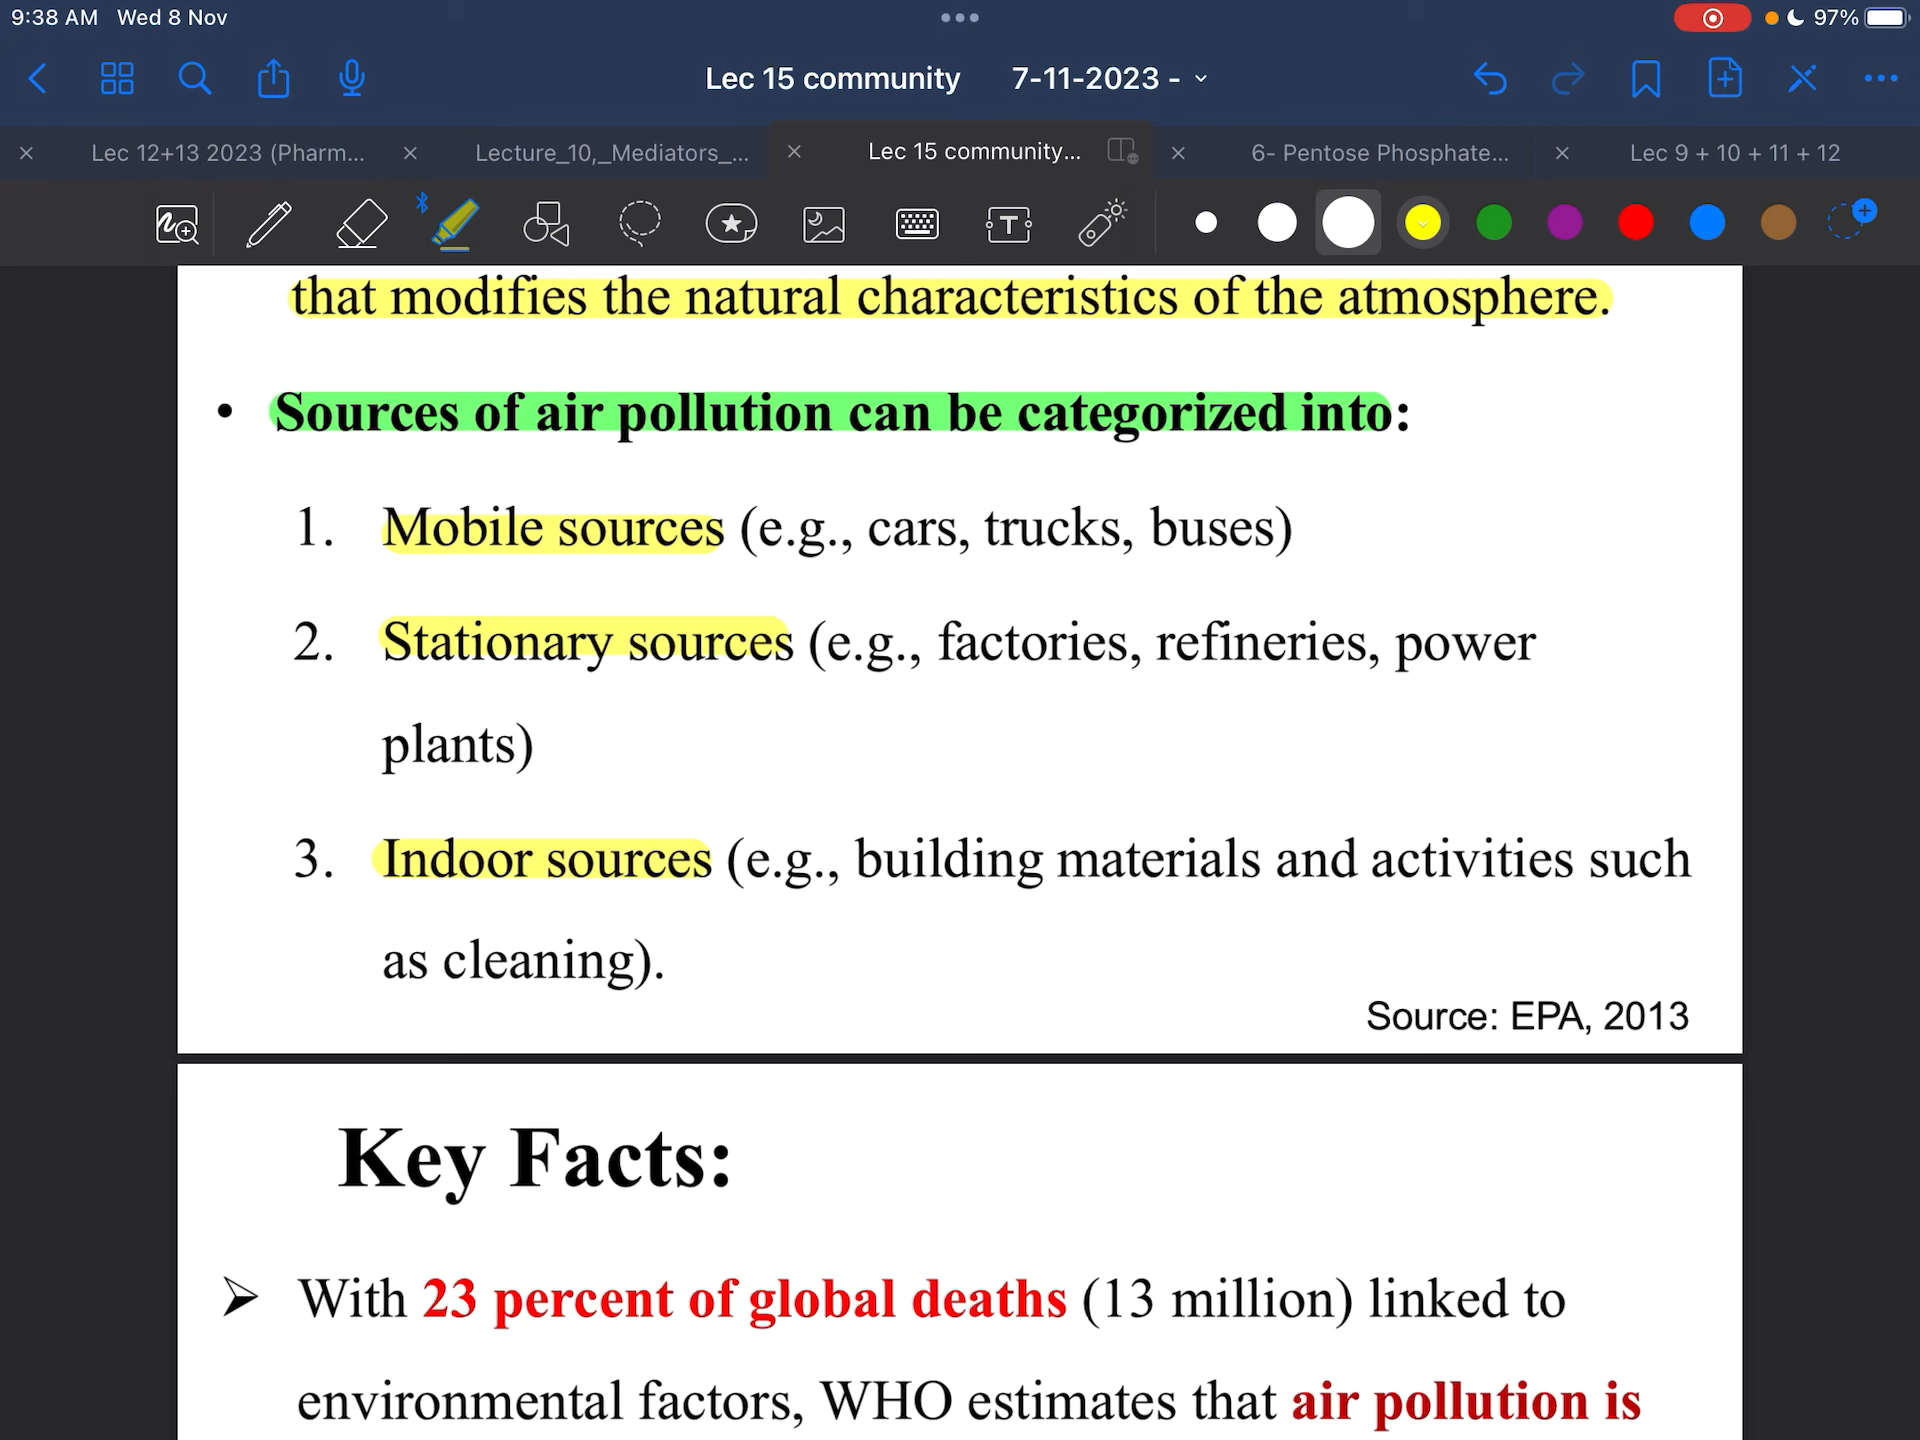 9:38 AM Wed 8 Nov
97%
Lec 15 community 7-11-2023 -
Lec 12+13 2023 (Pharm...
Lecture_10,_Mediators_...
Lec 15 community...
6- Pentose Phosphate...
Lec 9 + 10 + 11 + 12
that modifies the natural characteristics of the atmosphere.
• Sources of air pollution can be categorized into:
1. Mobile sources (e.g., cars, trucks, buses)
2. Stationary sources (e.g., factories, refineries, power
plants)
3. Indoor sources (e.g., building materials and activities such
as cleaning).
Source: EPA, 2013
Key Facts:
➢ With 23 percent of global deaths (13 million) linked to
environmental factors, WHO estimates that air pollution is